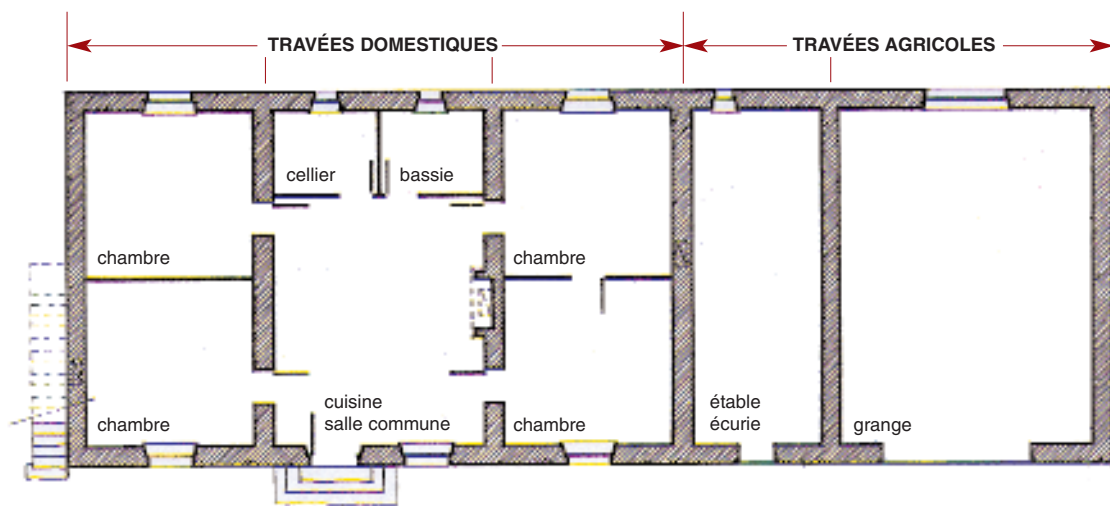 TRAVÉES DOMESTIQUES
TRAVÉES AGRICOLES
cellier
bassie
chambre
chambre
chambre
cuisine
salle commune
chambre
étable
écurie
grange